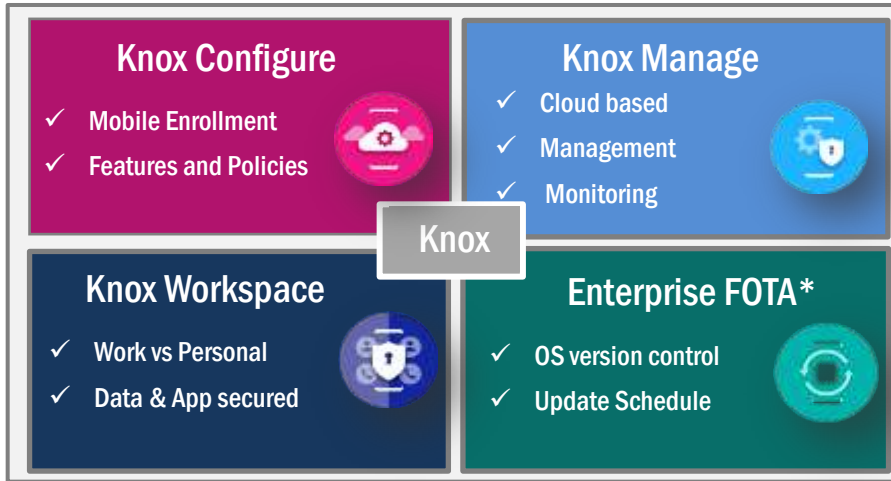 Knox Configure
✓ Mobile Enrollment
✓ Features and Policies
Knox Manage
✓ Cloud based
✓ Management
✓ Monitoring
Knox
Knox Workspace
✓ Work vs Personal
✓ Data & App secured
Enterprise FOTA*
✓ OS version control
✓ Update Schedule